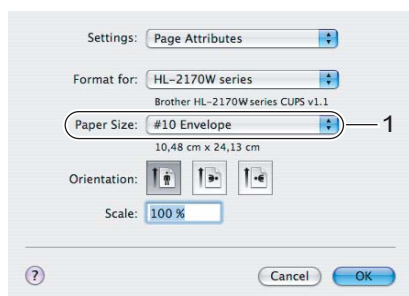 Settings: Page Attributes
Format for: HL-2170W series
Brother HL-2170W series CUPS v1.1
Paper Size: #10 Envelope 1
10,48 cm x 24,13 cm
Orientation:
Scale: 100 %
? Cancel OK